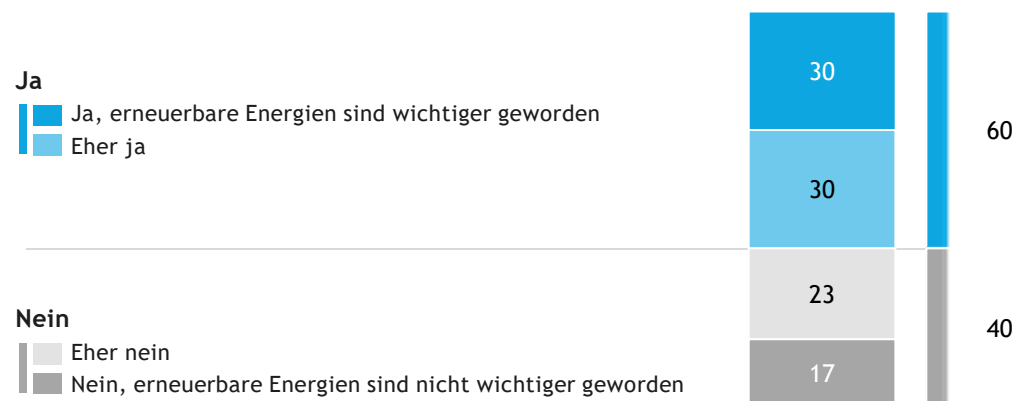 30
Ja
Ja, erneuerbare Energien sind wichtiger geworden
60
Eher ja
30
23
Nein
40
Eher nein
17
Nein, erneuerbare Energien sind nicht wichtiger geworden